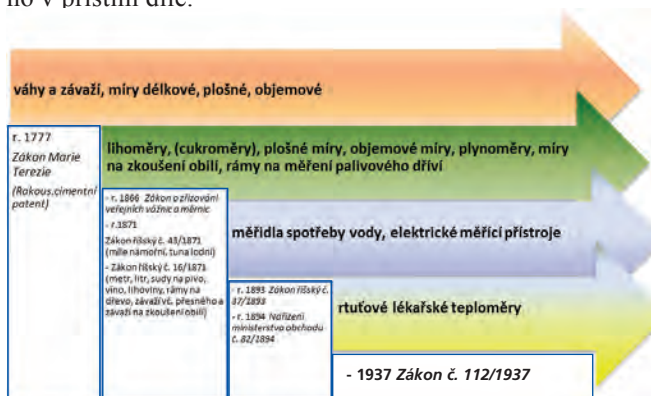 no v příštím díle.
váhy a závaží, míry délkové, plošné, objemové
r. 1777
Zákon Marie
Terezie
(Rakous.cimentní
patent)
lihoměry, (cukroměry), plošné míry, objemové míry, plynoměry, míry
na zkoušení obilí, rámy na měření palivového dříví
- r. 1866 Zákon o zřizování
veřejných vážnic a měrnic
- r.1871
Zákon říšský č. 43/1871
(míle námořní, tuna lodní)
- Zákon říšský č. 16/1871
(metr, litr, sudy na pivo,
víno, lihoviny, rámy na
dřevo, závaží vč. přesného a
závaží na zkoušení obilí)
měřidla spotřeby vody, elektrické měřící přístroje
- r. 1893 Zákon říšský č.
37/1893
- r. 1894 Nařízení
ministerstva obchodu
č. 82/1894
rtuťové lékařské teploměry
- 1937 Zákon č. 112/1937